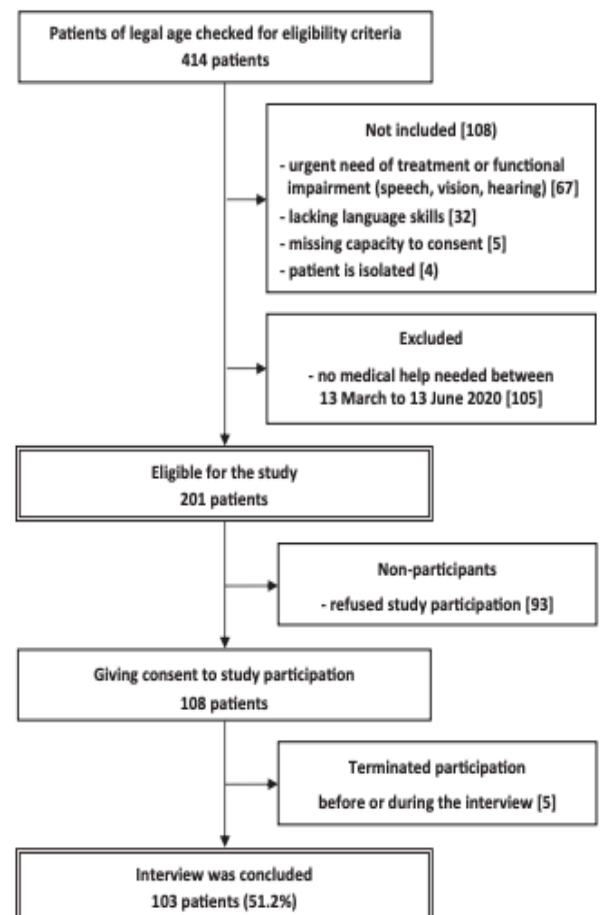 Patients of legal age checked for eligibility criteria
414 patients
Not included [108)
- urgent need of treatment or functional
impairment (speech, vision, hearing) [67]
- lacking language skills [32]
- missing capacity to consent [5]
- patient is isolated [4)
Excluded
- no medical help needed between
13 March to 13 June 2020 [105]
Eligible for the study
201 patients
Non-participants
- refused study participation [93]
Giving consent to study participation
108 patients
Terminated participation
before or during the interview [5]
Interview was concluded
103 patients (51.2%)